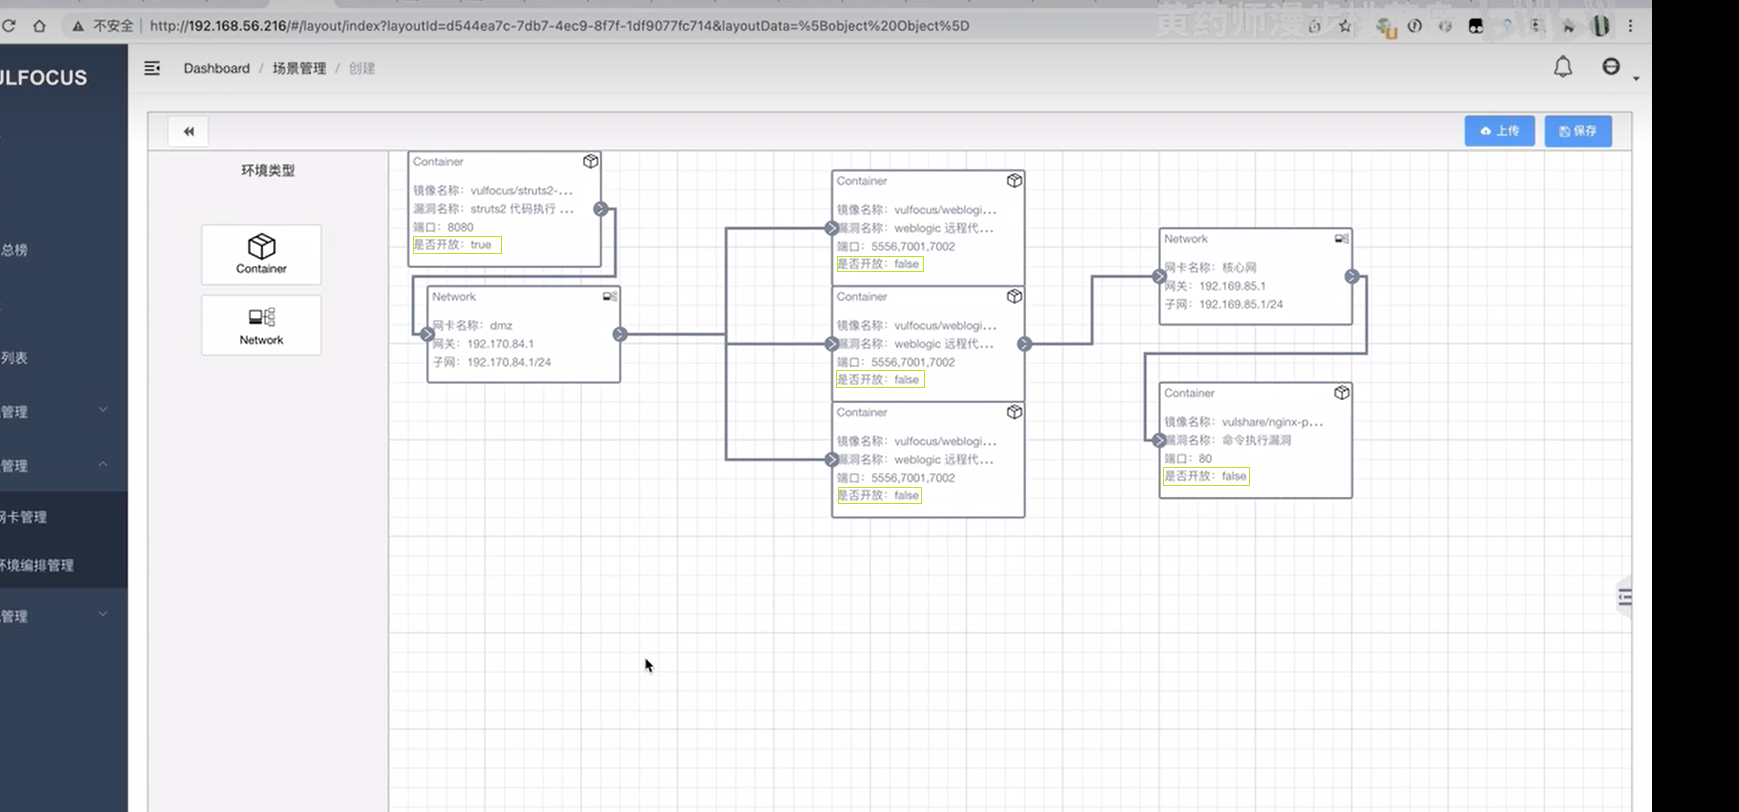 不安全 http://192.168.56.216/#/layout/index?layoutId=d544ea7c-7db7-4ec9-8f7f-1df9077fc714&layoutData=%5Bobject%20Object%5D
ULFOCUS
Dashboard / 场景管理 / 创建
上传
保存
总榜
列表
管理
管理
网卡管理
环境编排管理
管理
环境类型
Container
Network
Container
镜像名称：vulfocus/struts2-...
漏洞名称：struts2 代码执行 ...
端口：8080
是否开放：true
Network
网卡名称：dmz
网关：192.170.84.1
子网：192.170.84.1/24
Container
镜像名称：vulfocus/weblogi...
漏洞名称：weblogic 远程代...
端口：5556,7001,7002
是否开放：false
Container
镜像名称：vulfocus/weblogi...
漏洞名称：weblogic 远程代...
端口：5556,7001,7002
是否开放：false
Container
镜像名称：vulfocus/weblogi...
漏洞名称：weblogic 远程代...
端口：5556,7001,7002
是否开放：false
Network
网卡名称：核心网
网关：192.169.85.1
子网：192.169.85.1/24
Container
镜像名称：vulshare/nginx-p...
漏洞名称：命令执行漏洞
端口：80
是否开放：false